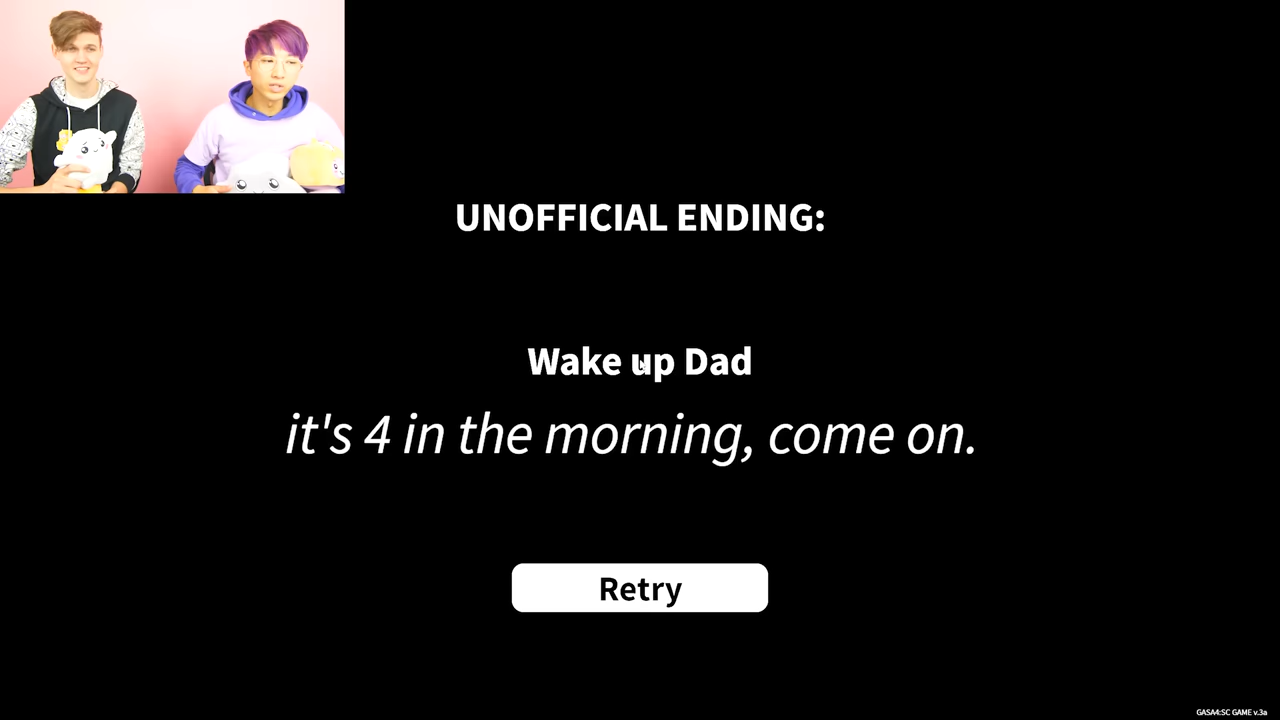 UNOFFICIAL ENDING:
Wake up Dad
it's 4 in the morning, come on.
Retry
GASA4:SC GAME v.3a